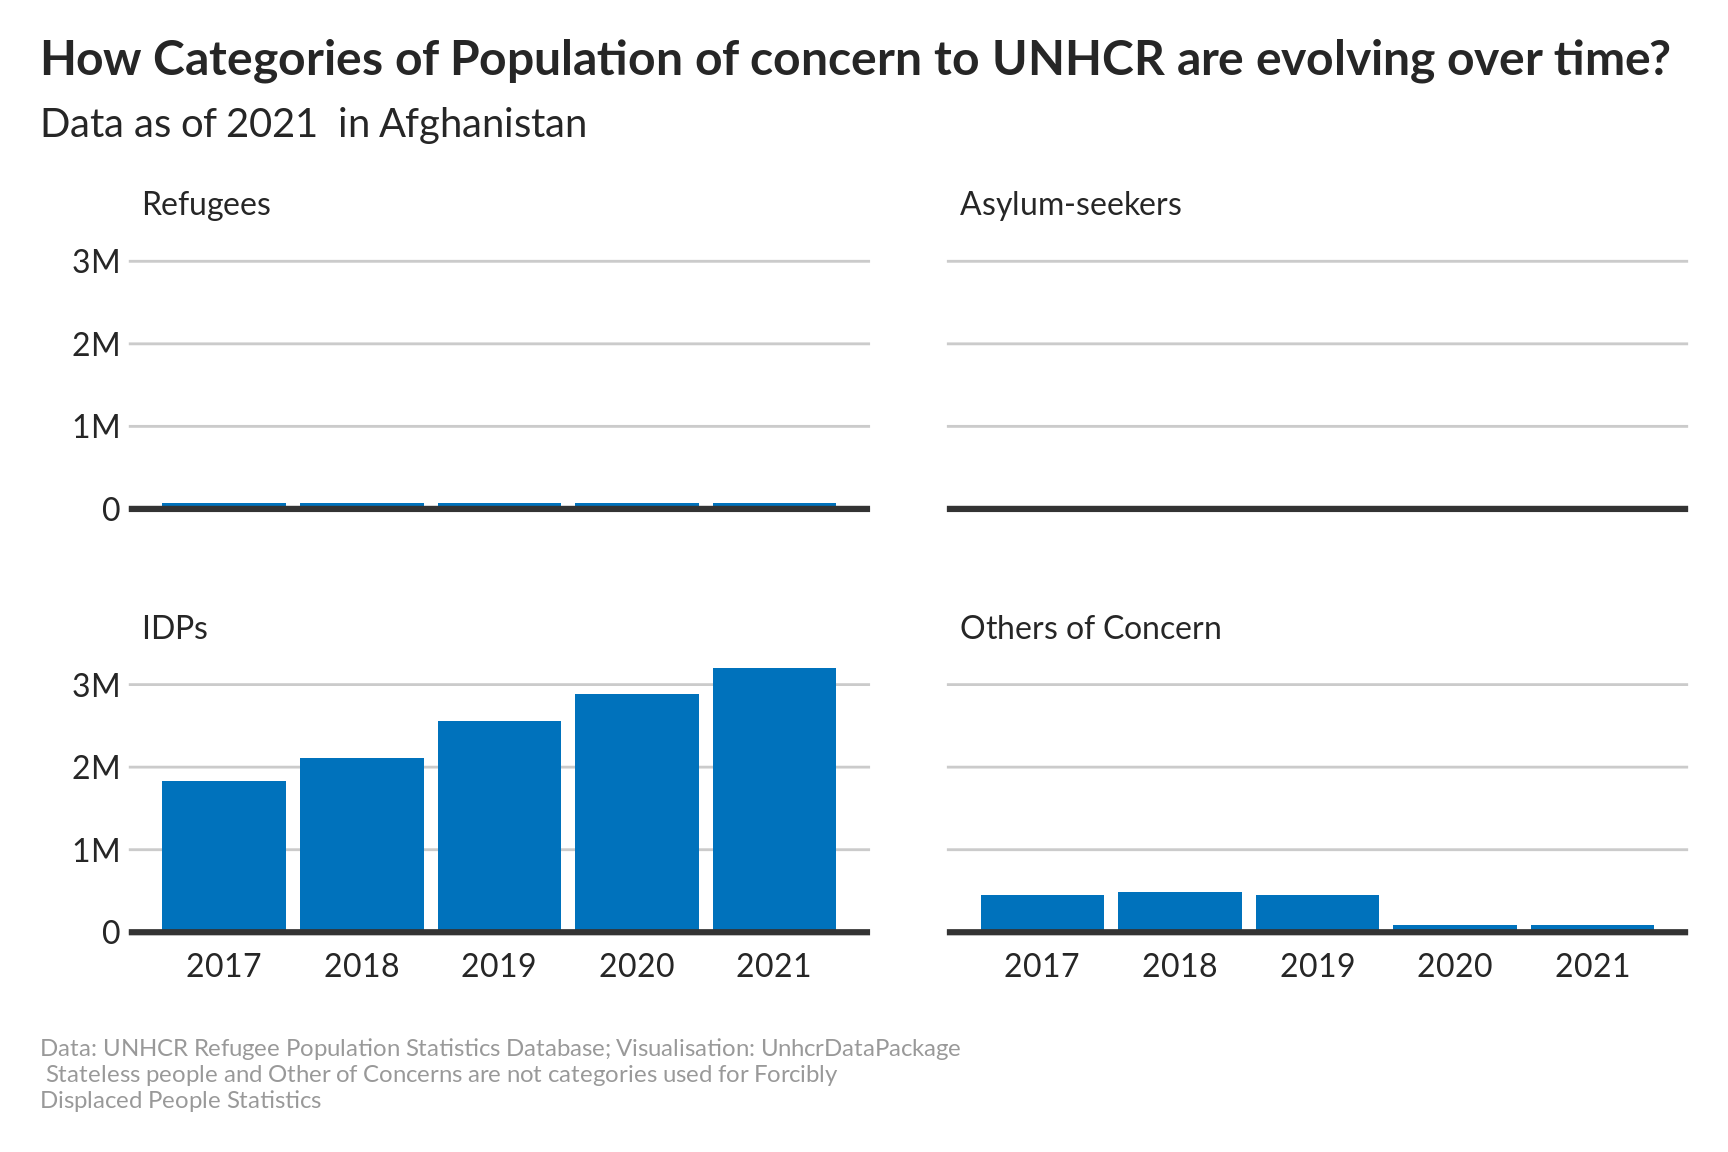 How Categories of Population of concern to UNHCR are evolving over time?
Data as of 2021  in Afghanistan
Refugees
3M
2M
1M
0
Asylum-seekers
IDPs
3M
2M
1M
0
2017 2018 2019 2020 2021
Others of Concern
2017 2018 2019 2020 2021
Data: UNHCR Refugee Population Statistics Database; Visualisation: UnhcrDataPackage
Stateless people and Other of Concerns are not categories used for Forcibly
Displaced People Statistics